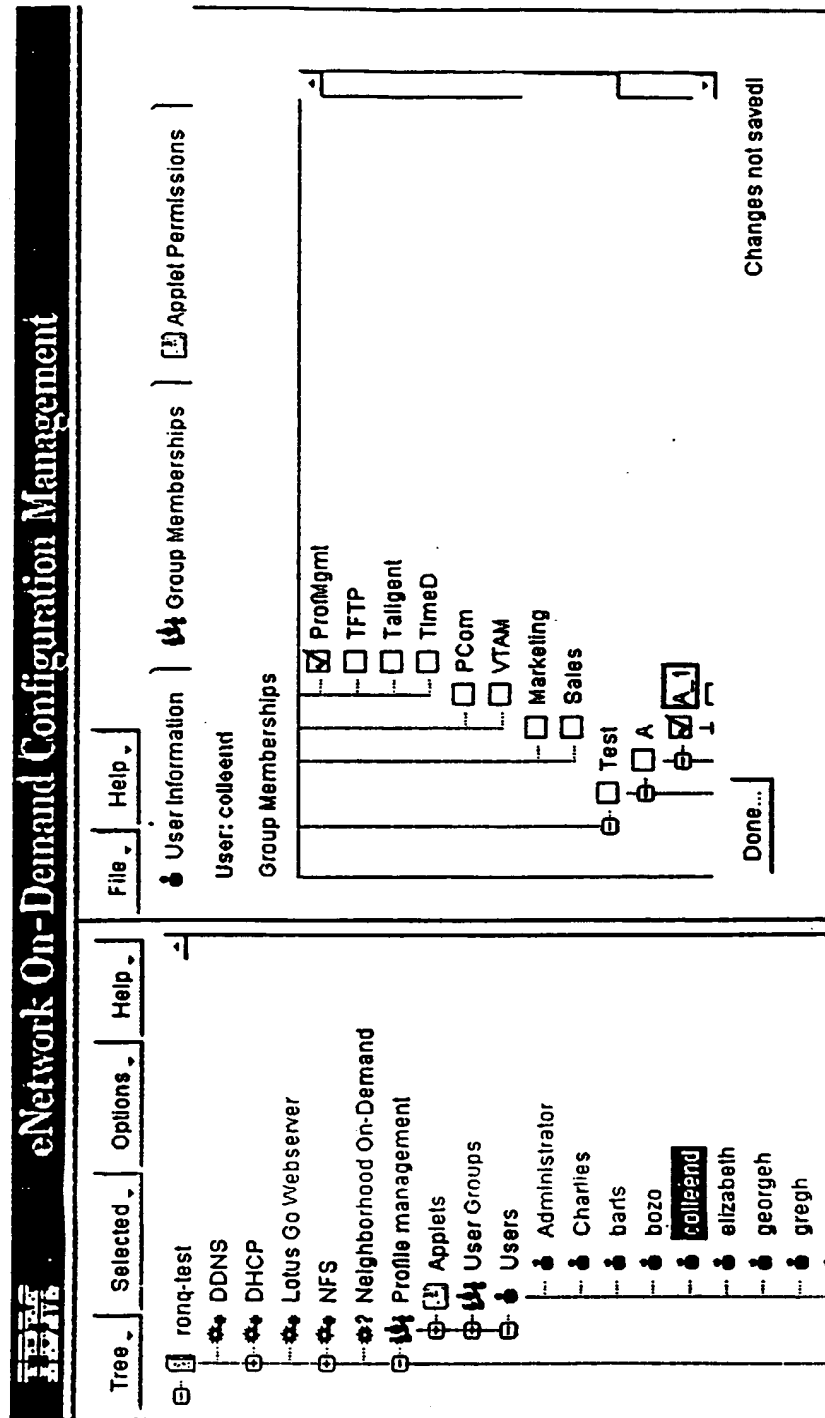 IBM eNetwork On-Demand Configuration Management
Tree Selected Options Help
ronq-test
DDNS
DHCP
Lotus Go Webserver
NFS
Neighborhood On-Demand
Profile management
Applets
User Groups
Users
Administrator
Charlies
barts
bozo
colleend
elizabeth
georgeh
gregh
File Help
User Information Group Memberships Applet Permissions
User: colleend
Group Memberships
ProfMgmt
TFTP
Taligent
TimeD
PCom
VTAM
Marketing
Sales
Test
A
A_1
Done...
Changes not saved!